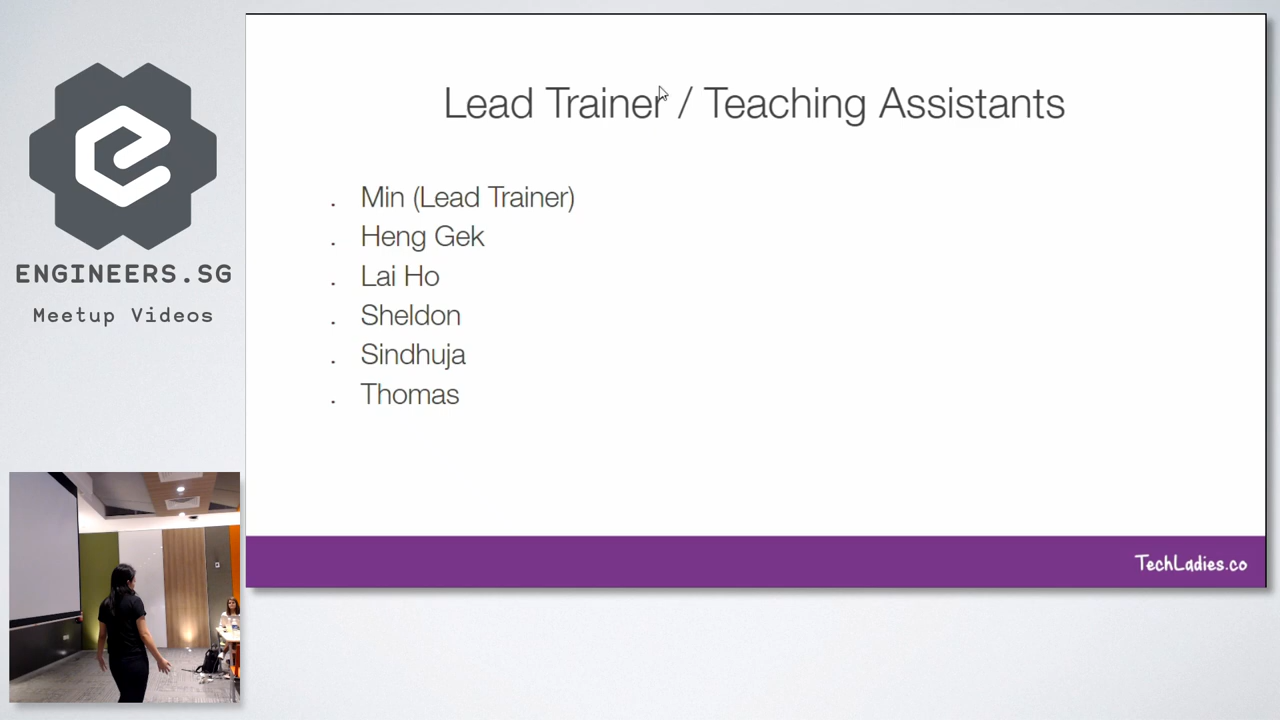 ENGINEERS.SG
Meetup Videos
Lead Trainer / Teaching Assistants
. Min (Lead Trainer)
. Heng Gek
. Lai Ho
. Sheldon
. Sindhuja
. Thomas
TechLadies.co